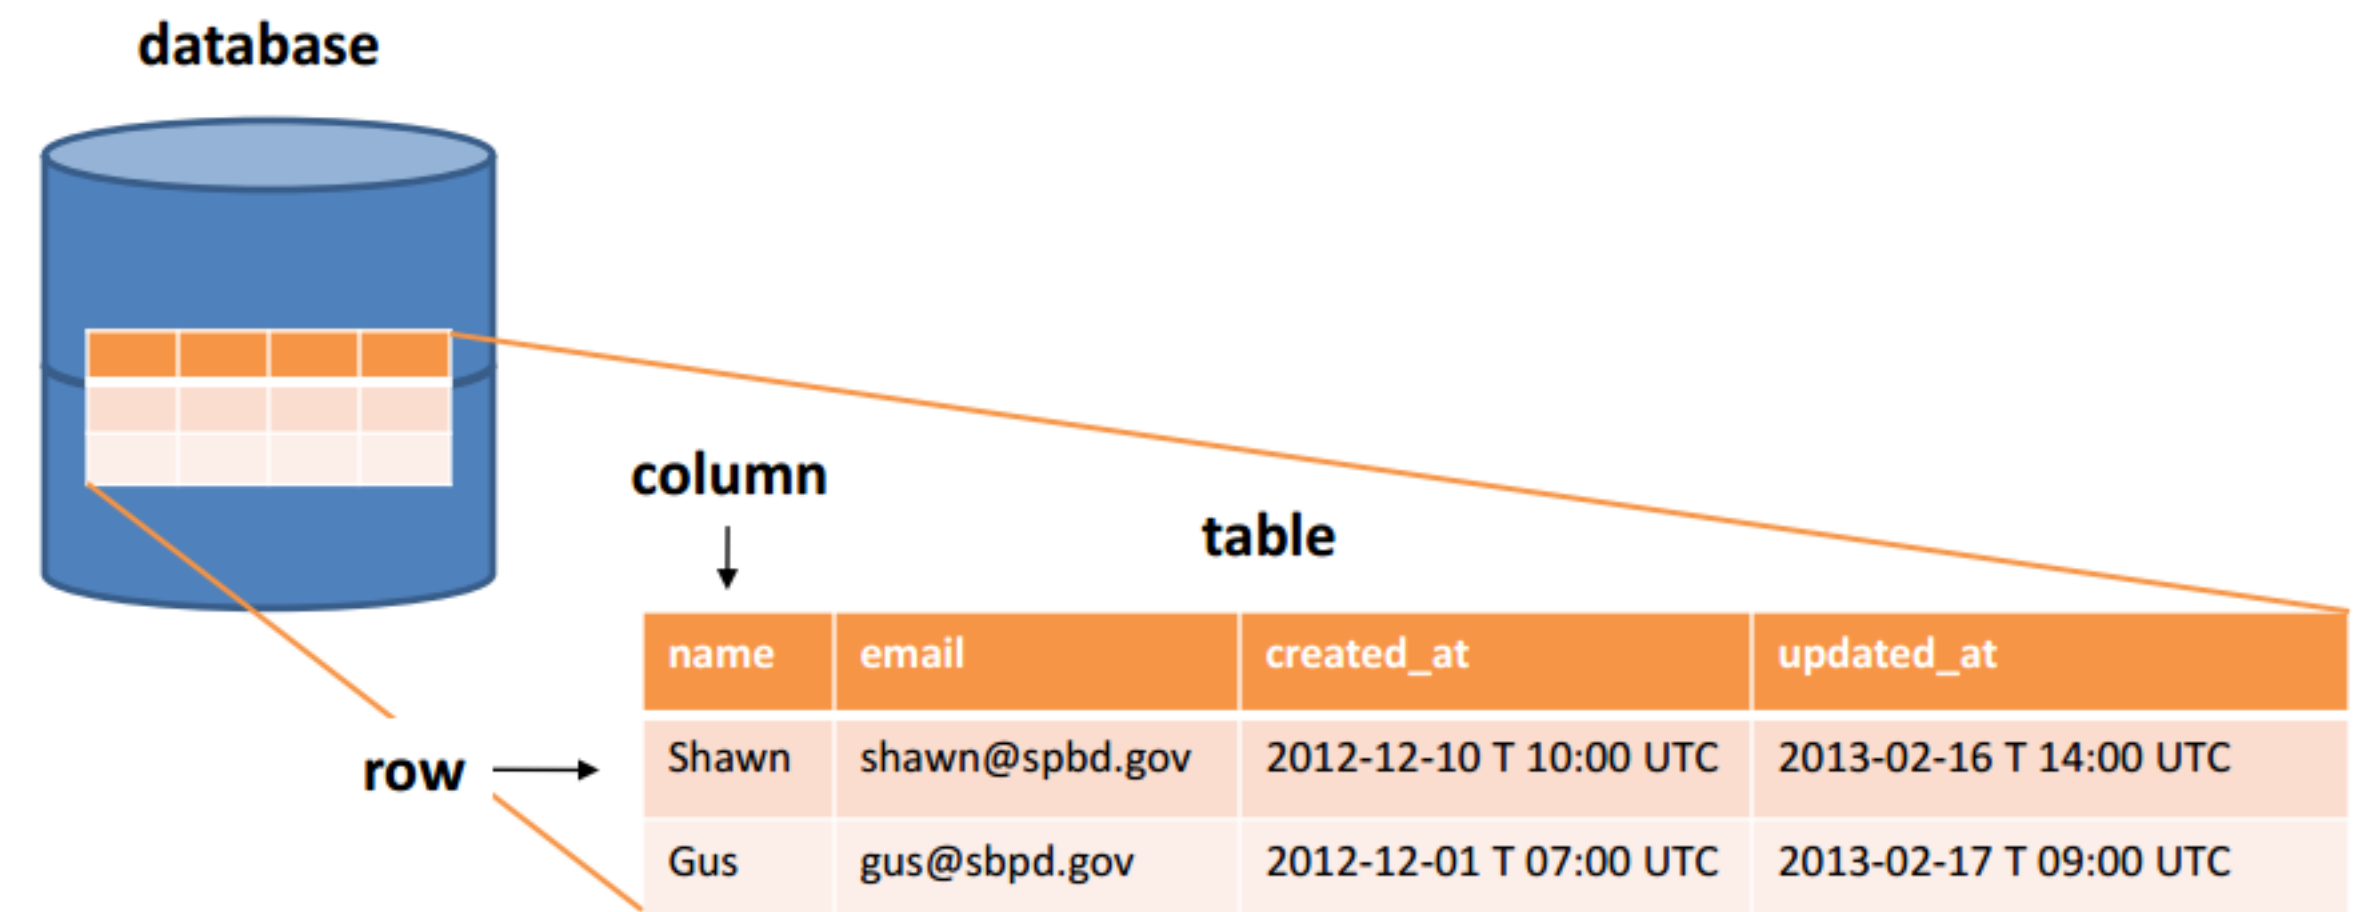 database
column
table
name email created_at updated_at
row
Shawn shawn@spbd.gov 2012-12-10 T 10:00 UTC 2013-02-16 T 14:00 UTC
Gus gus@sbpd.gov 2012-12-01 T 07:00 UTC 2013-02-17 T 09:00 UTC